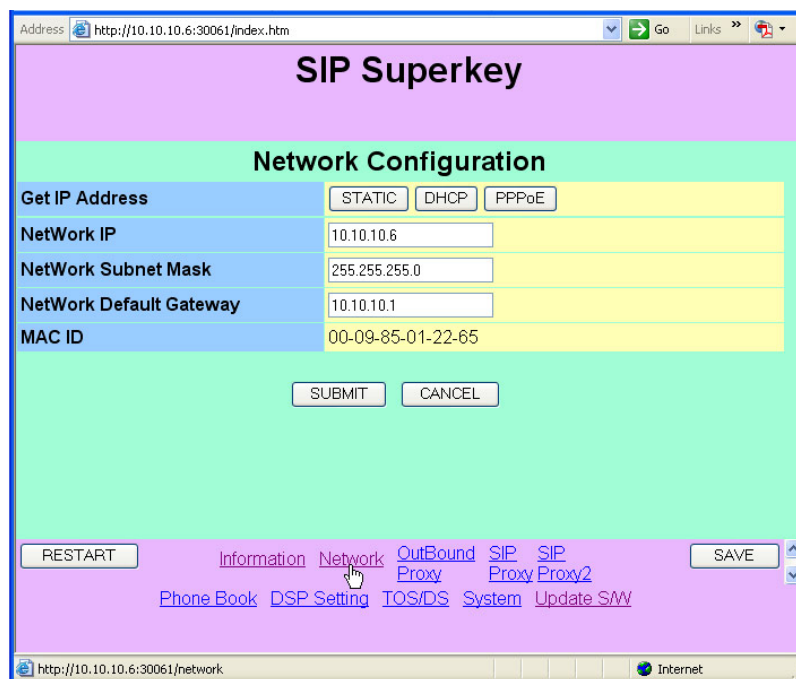 Address http://10.10.10.6:30061/index.htm Go Links »
SIP Superkey
Network Configuration
Get IP Address STATIC DHCP PPPoE
NetWork IP 10.10.10.6
NetWork Subnet Mask 255.255.255.0
NetWork Default Gateway 10.10.10.1
MAC ID 00-09-85-01-22-65
SUBMIT CANCEL
RESTART Information Network OutBound Proxy SIP Proxy SIP Proxy2 SAVE
Phone Book DSP Setting TOS/DS System Update S/W
http://10.10.10.6:30061/network Internet